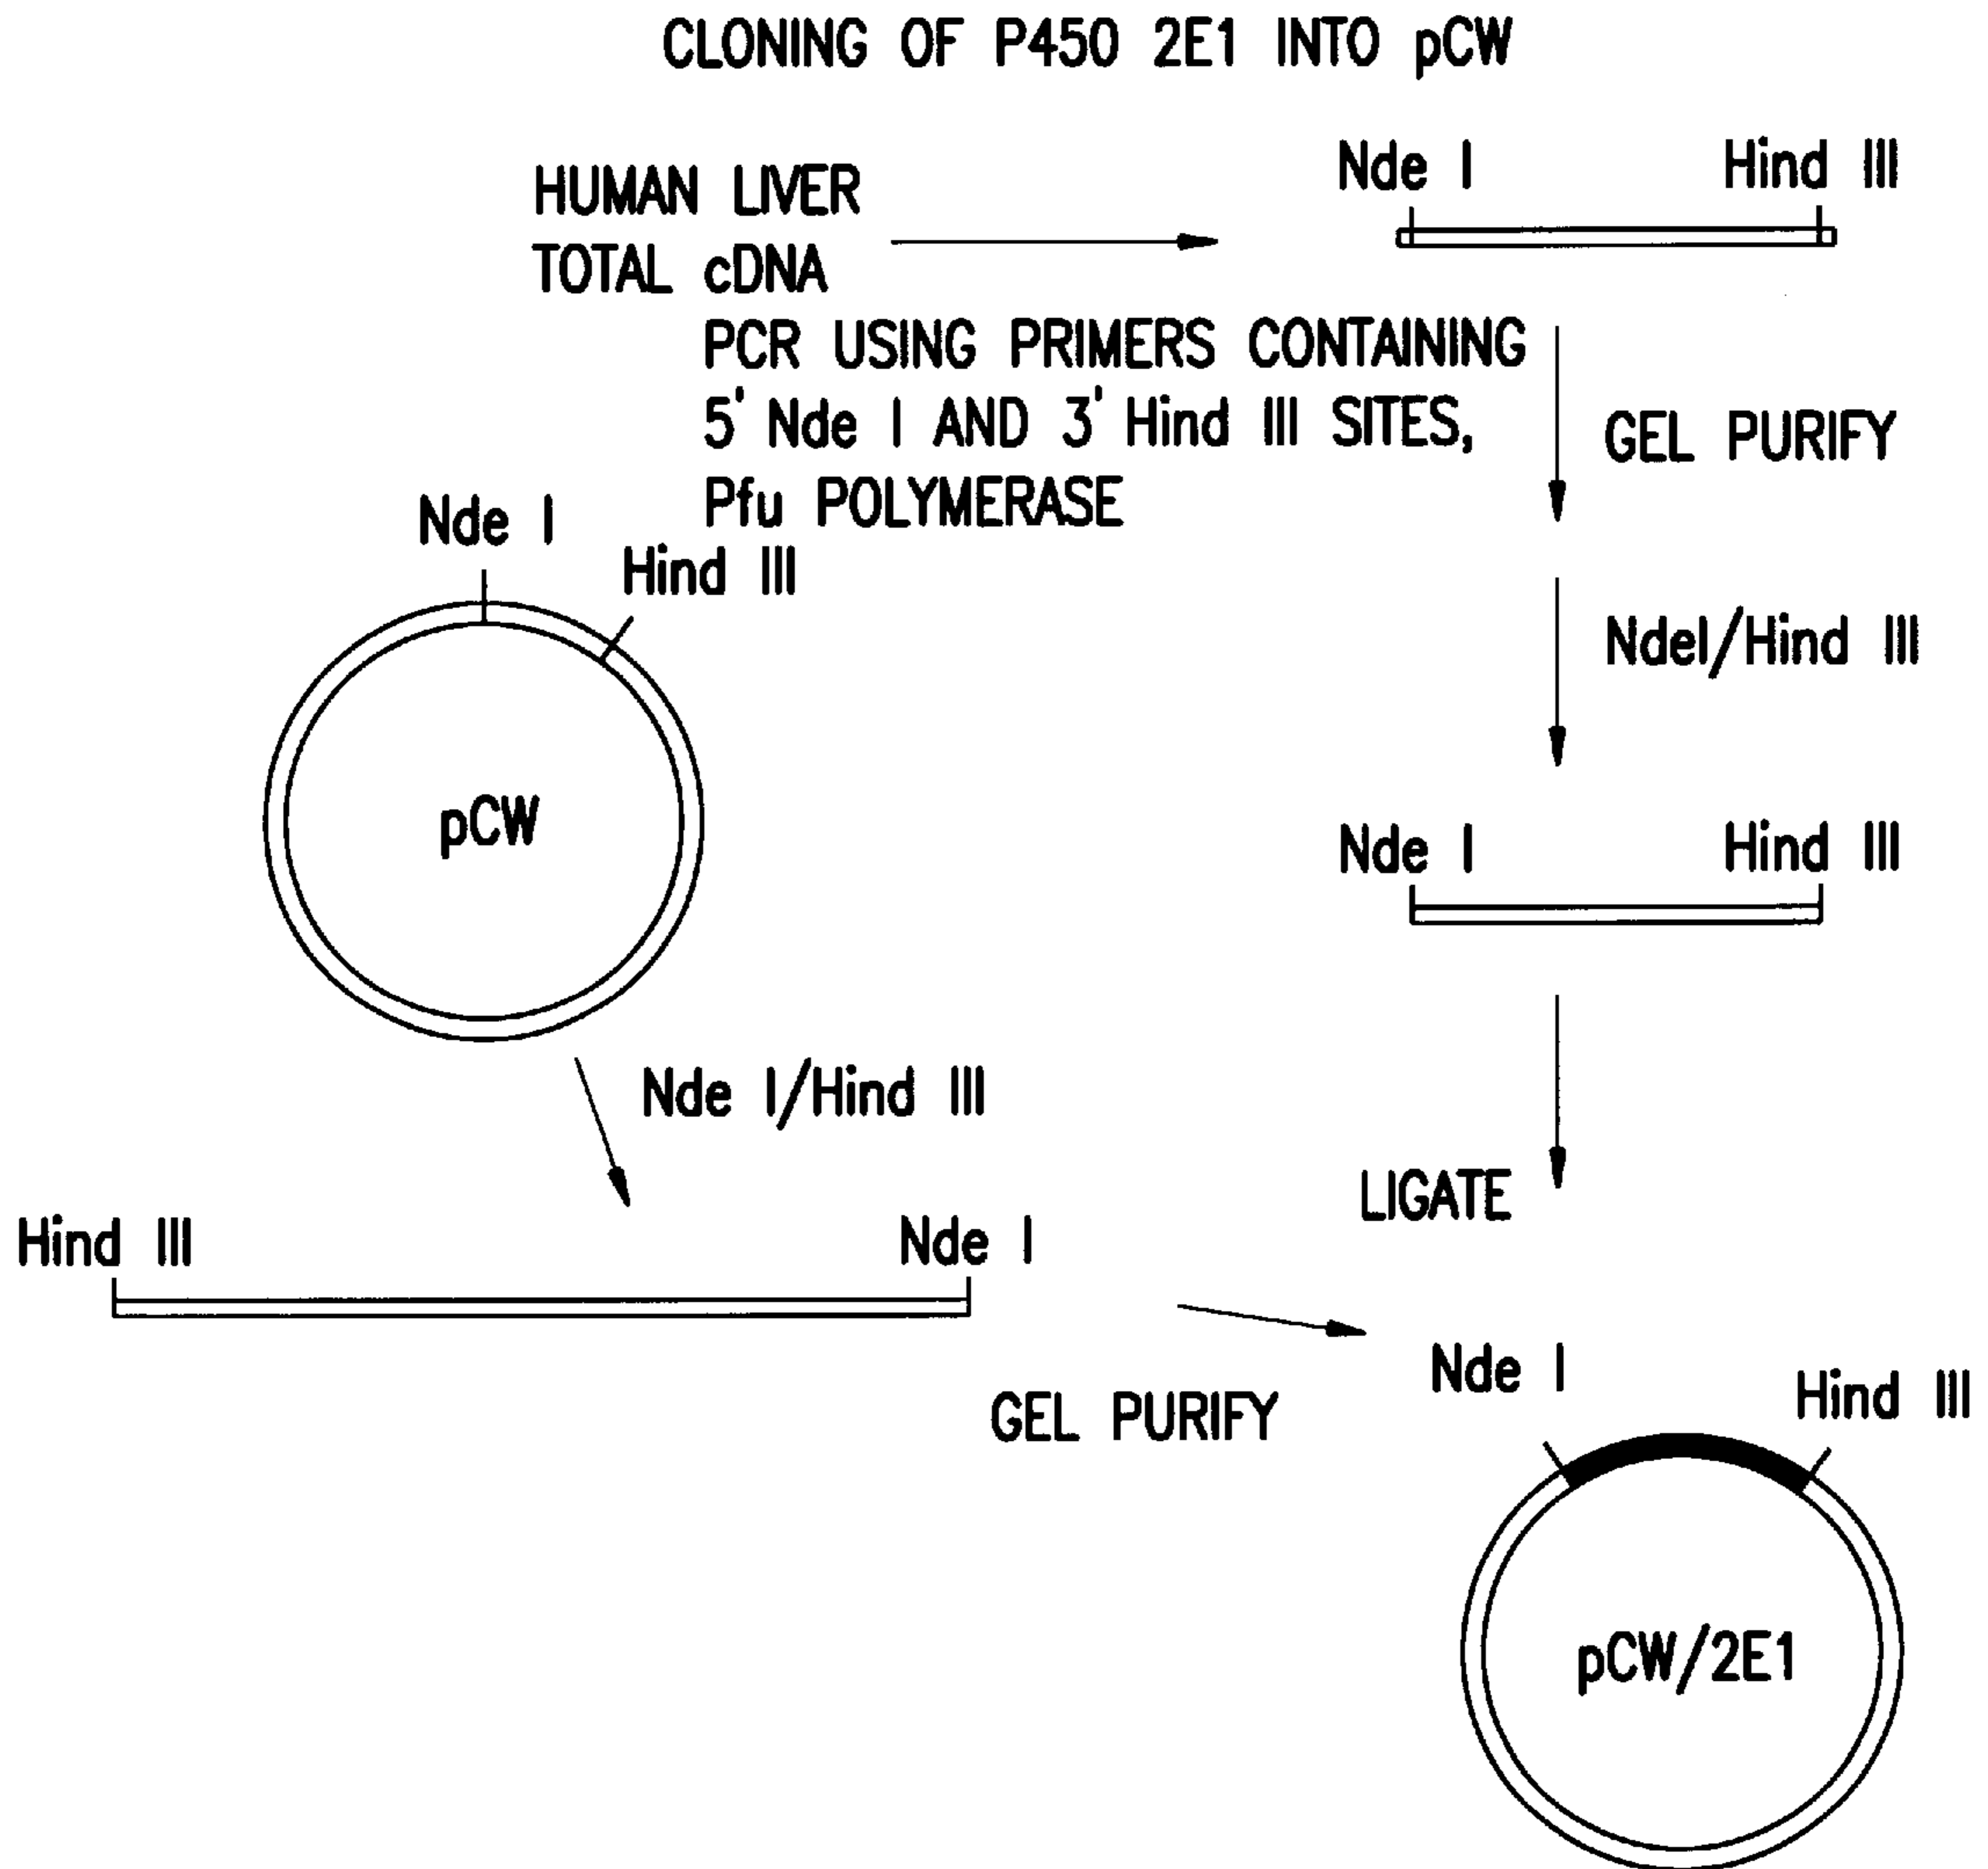 CLONING OF P450 2E1 INTO pCW
Nde I
Hind III
HUMAN LIVER
TOTAL cDNA
PCR USING PRIMERS CONTAINING
5' Nde I AND 3' Hind III SITES,
Pfu POLYMERASE
GEL PURIFY
Nde I
Hind III
NdeI/Hind III
pCW
Nde I
Hind III
Nde I/Hind III
LIGATE
Hind III
Nde I
GEL PURIFY
Nde I
Hind III
pCW/2E1